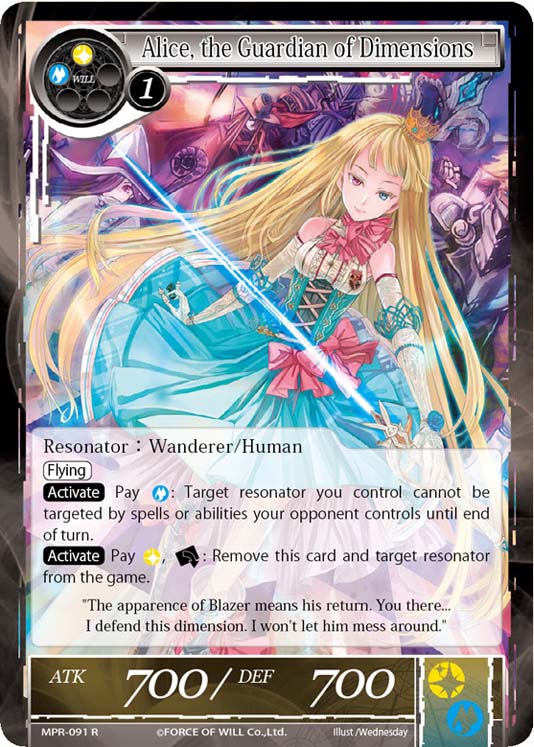 Alice, the Guardian of Dimensions
WILL
1
Resonator : Wanderer/Human
Flying
Activate Pay : Target resonator you control cannot be
targeted by spells or abilities your opponent controls until end
of turn.
Activate Pay , : Remove this card and target resonator
from the game.
"The apparence of Blazer means his return. You there...
I defend this dimension. I won't let him mess around."
ATK 700 / DEF 700
MPR-091 R ©FORCE OF WILL Co.,Ltd. Illust/Wednesday